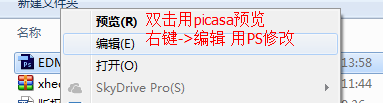 新建文件夹
名称
预览(R) 双击用picasa预览
编辑(E) 右键->编辑 用PS修改
EDM 打开(O) 13:58
xhe SkyDrive Pro(S) 8:59